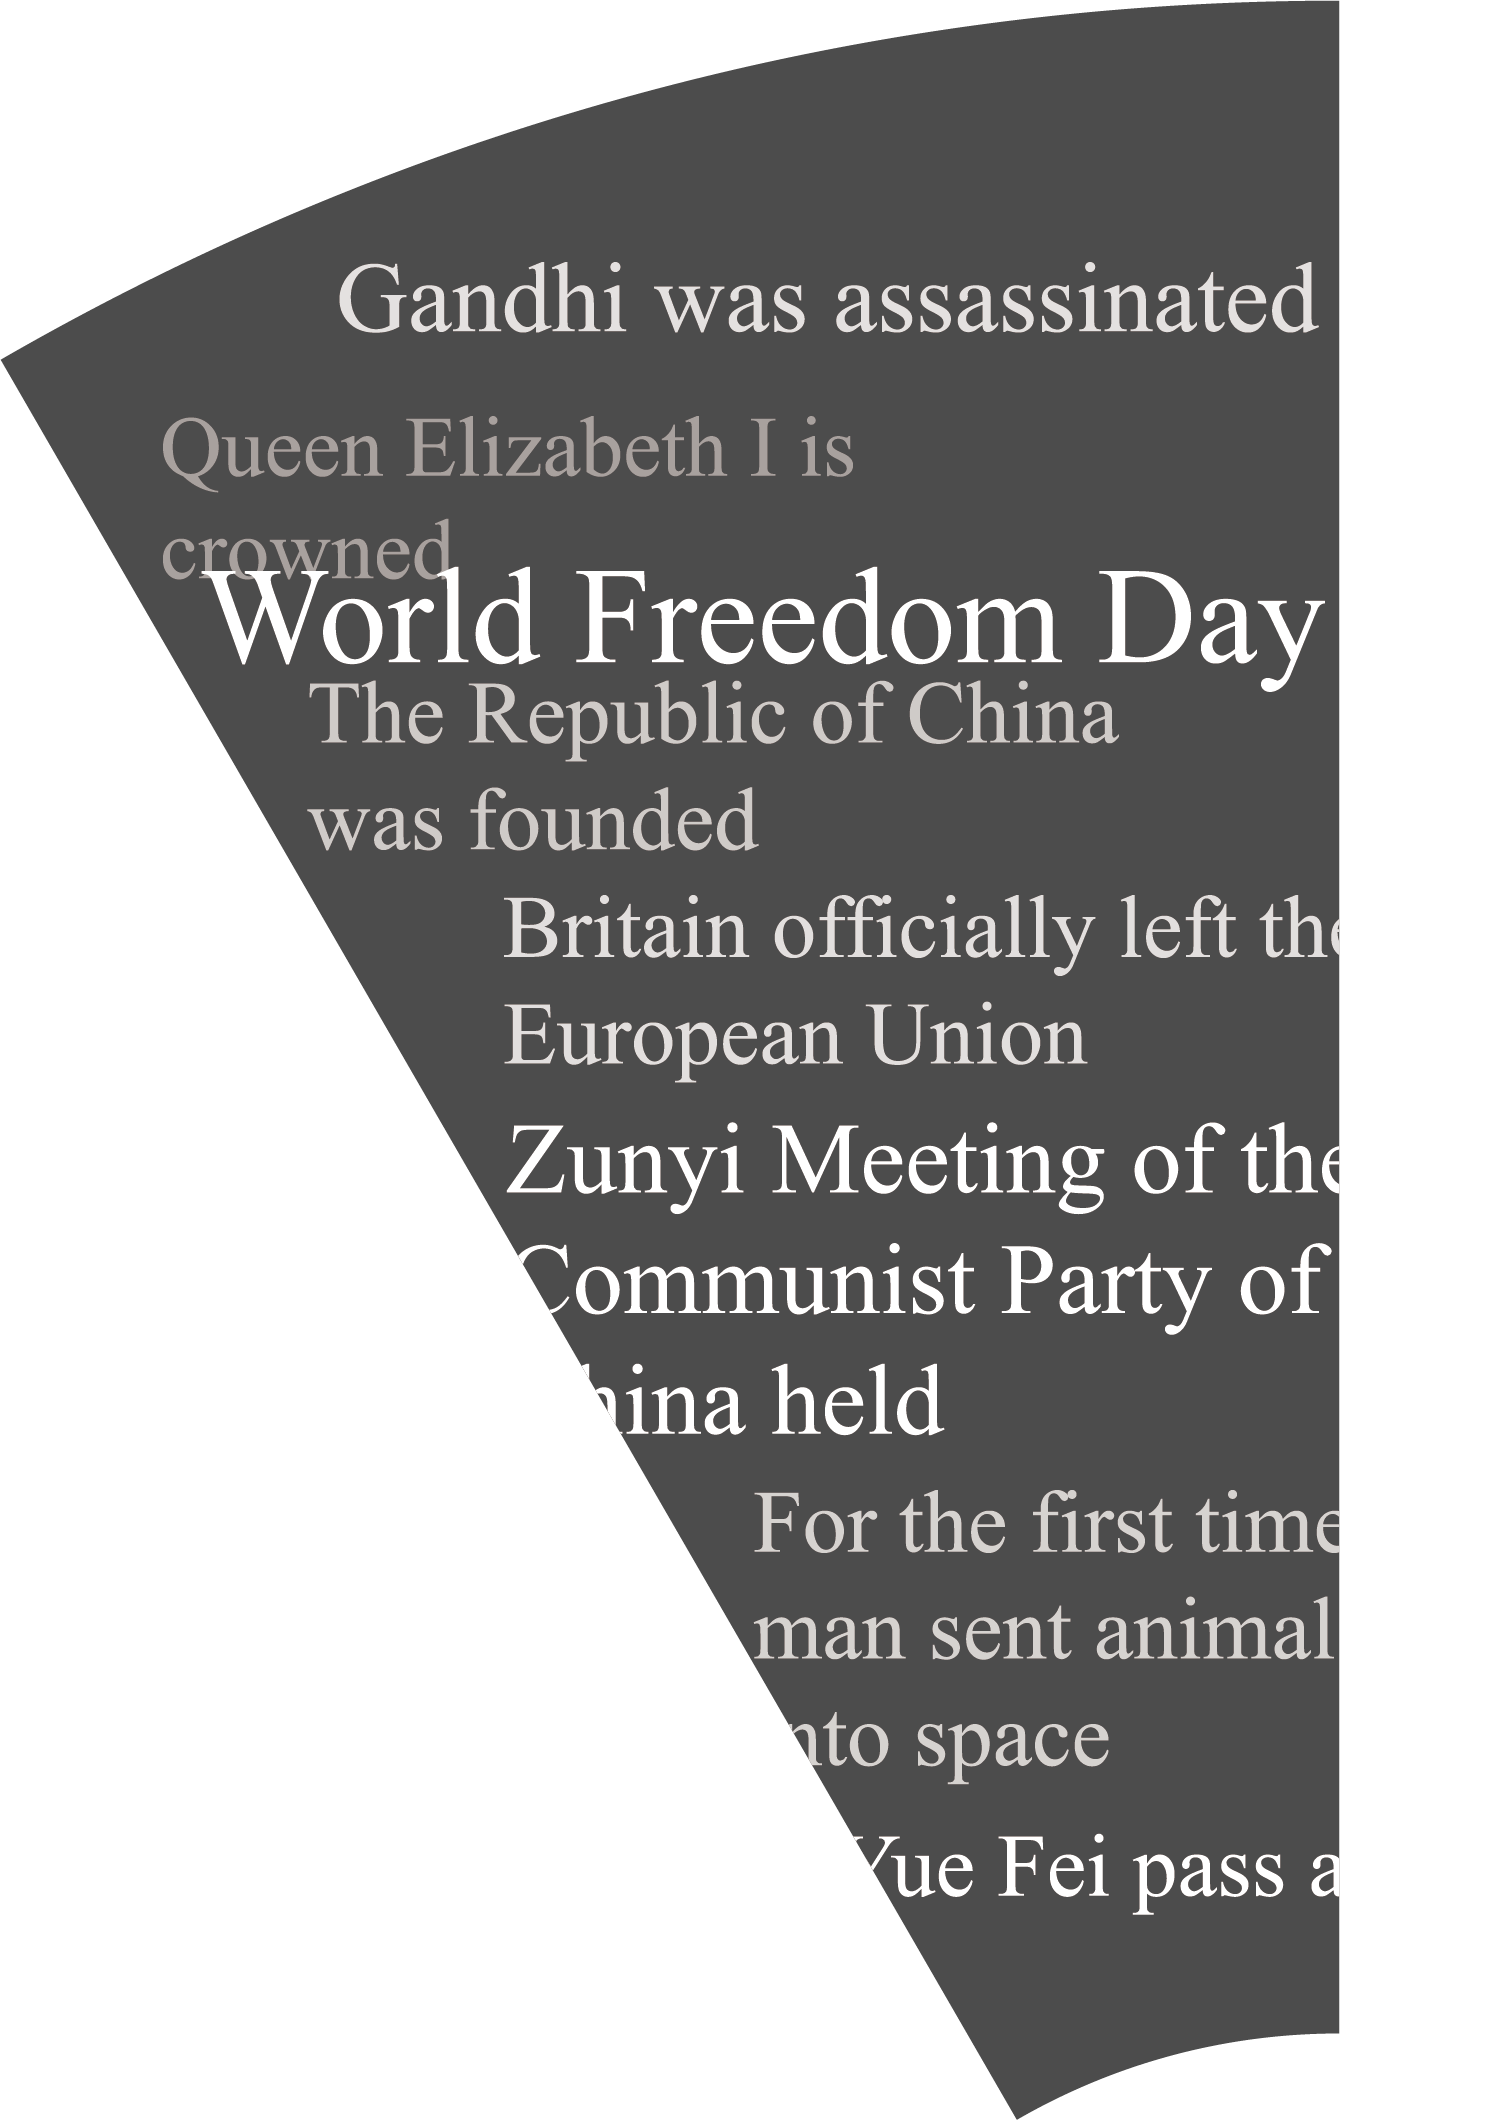 Gandhi was assassinated
Queen Elizabeth I is
crowned
World Freedom Day
The Republic of China
was founded
Britain officially left the
European Union
Zunyi Meeting of the
Communist Party of
hina held
For the first time
man sent animal
nto space
Yue Fei pass a